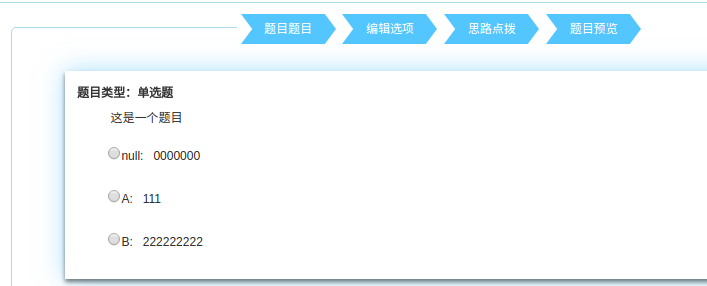 题目题目 编辑选项 思路点拨 题目预览
题目类型：单选题
这是一个题目
null: 0000000
A: 111
B: 222222222